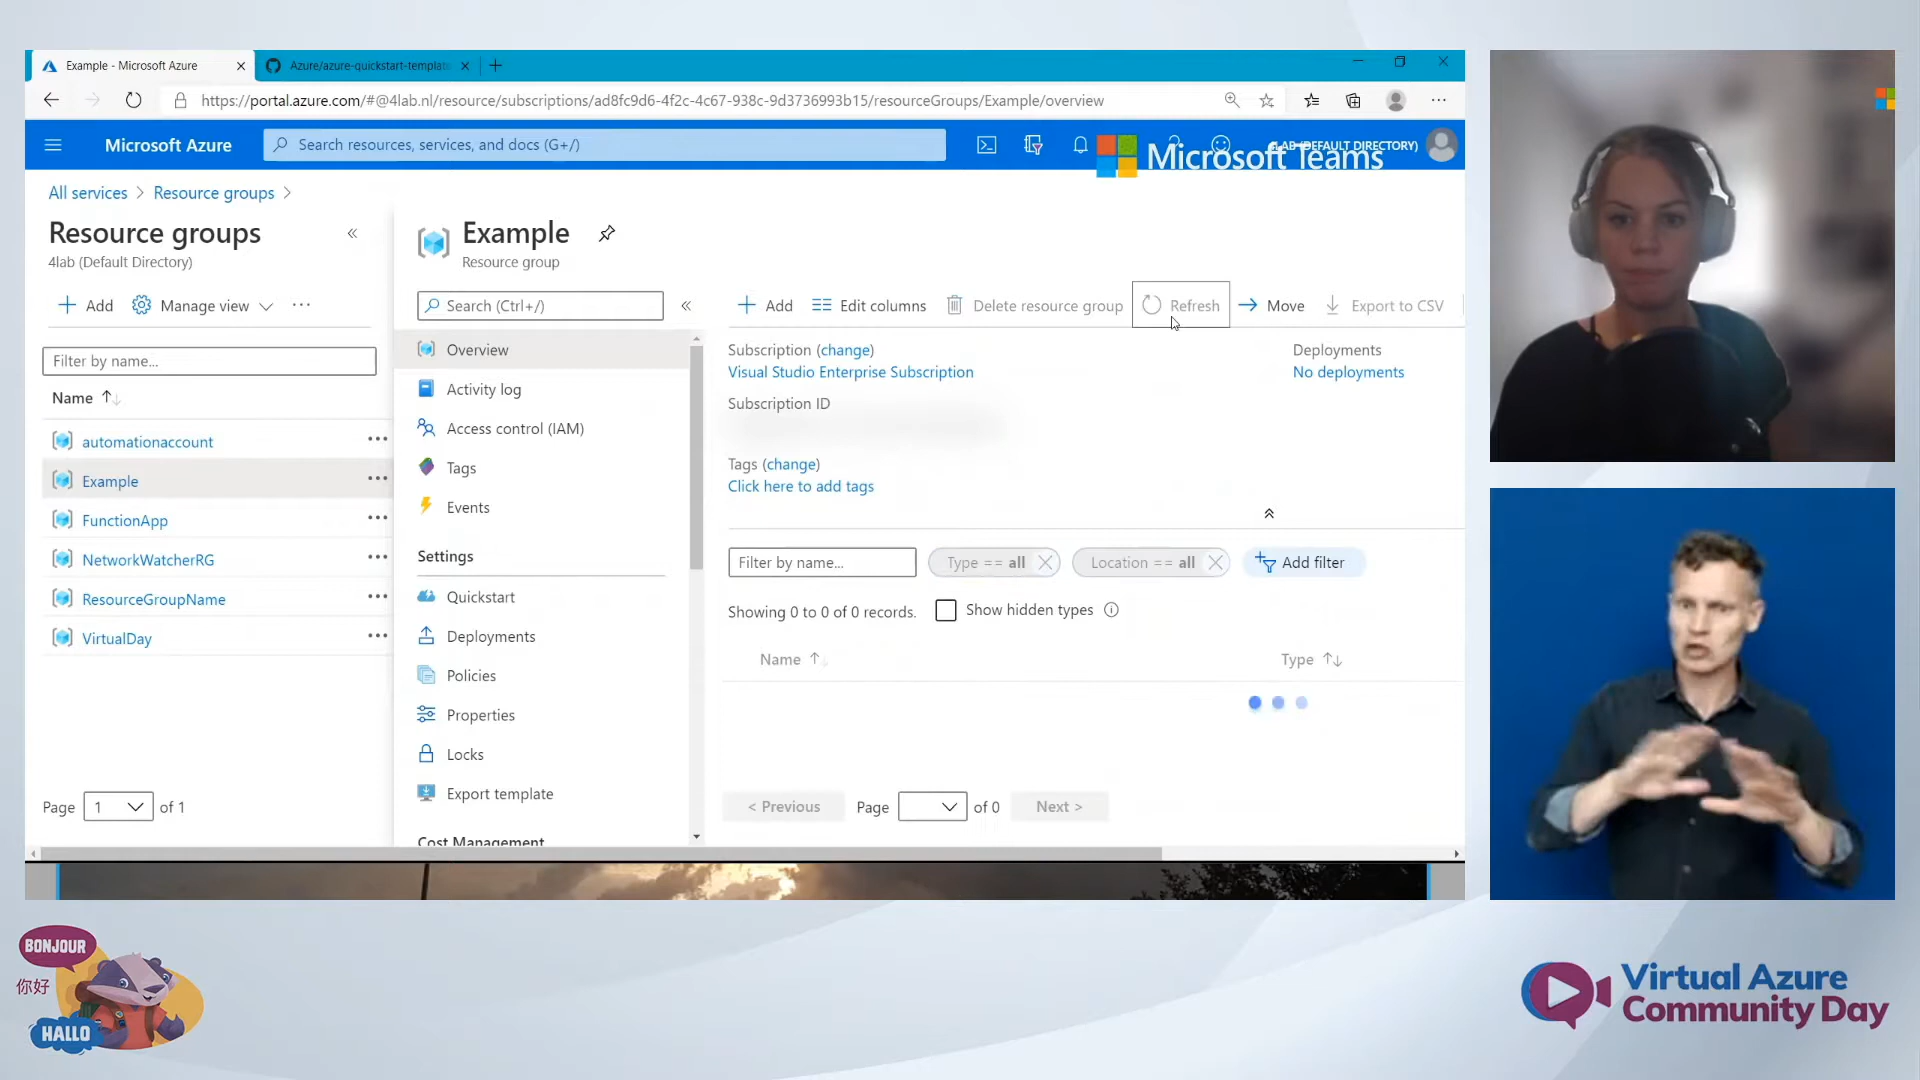 Example - Microsoft Azure
Azure/azure-quickstart-template
https://portal.azure.com/#@4lab.nl/resource/subscriptions/ad8fc9d6-4f2c-4c67-938c-9d3736993b15/resourceGroups/Example/overview
Microsoft Azure
Search resources, services, and docs (G+/)
4LAB (DEFAULT DIRECTORY)
Microsoft Teams
All services > Resource groups >
Resource groups
4lab (Default Directory)
Add
Manage view
Filter by name...
Name
automationaccount
Example
FunctionApp
NetworkWatcherRG
ResourceGroupName
VirtualDay
Page 1 of 1
Example
Resource group
Search (Ctrl+/)
Overview
Activity log
Access control (IAM)
Tags
Events
Settings
Quickstart
Deployments
Policies
Properties
Locks
Export template
Cost Management
Add
Edit columns
Delete resource group
Refresh
Move
Export to CSV
Subscription (change)
Visual Studio Enterprise Subscription
Subscription ID
Tags (change)
Click here to add tags
Deployments
No deployments
Filter by name...
Type == all
Location == all
Add filter
Showing 0 to 0 of 0 records.
Show hidden types
Name
Type
< Previous
Page of 0
Next >
BONJOUR
你好
HALLO
Virtual Azure
Community Day